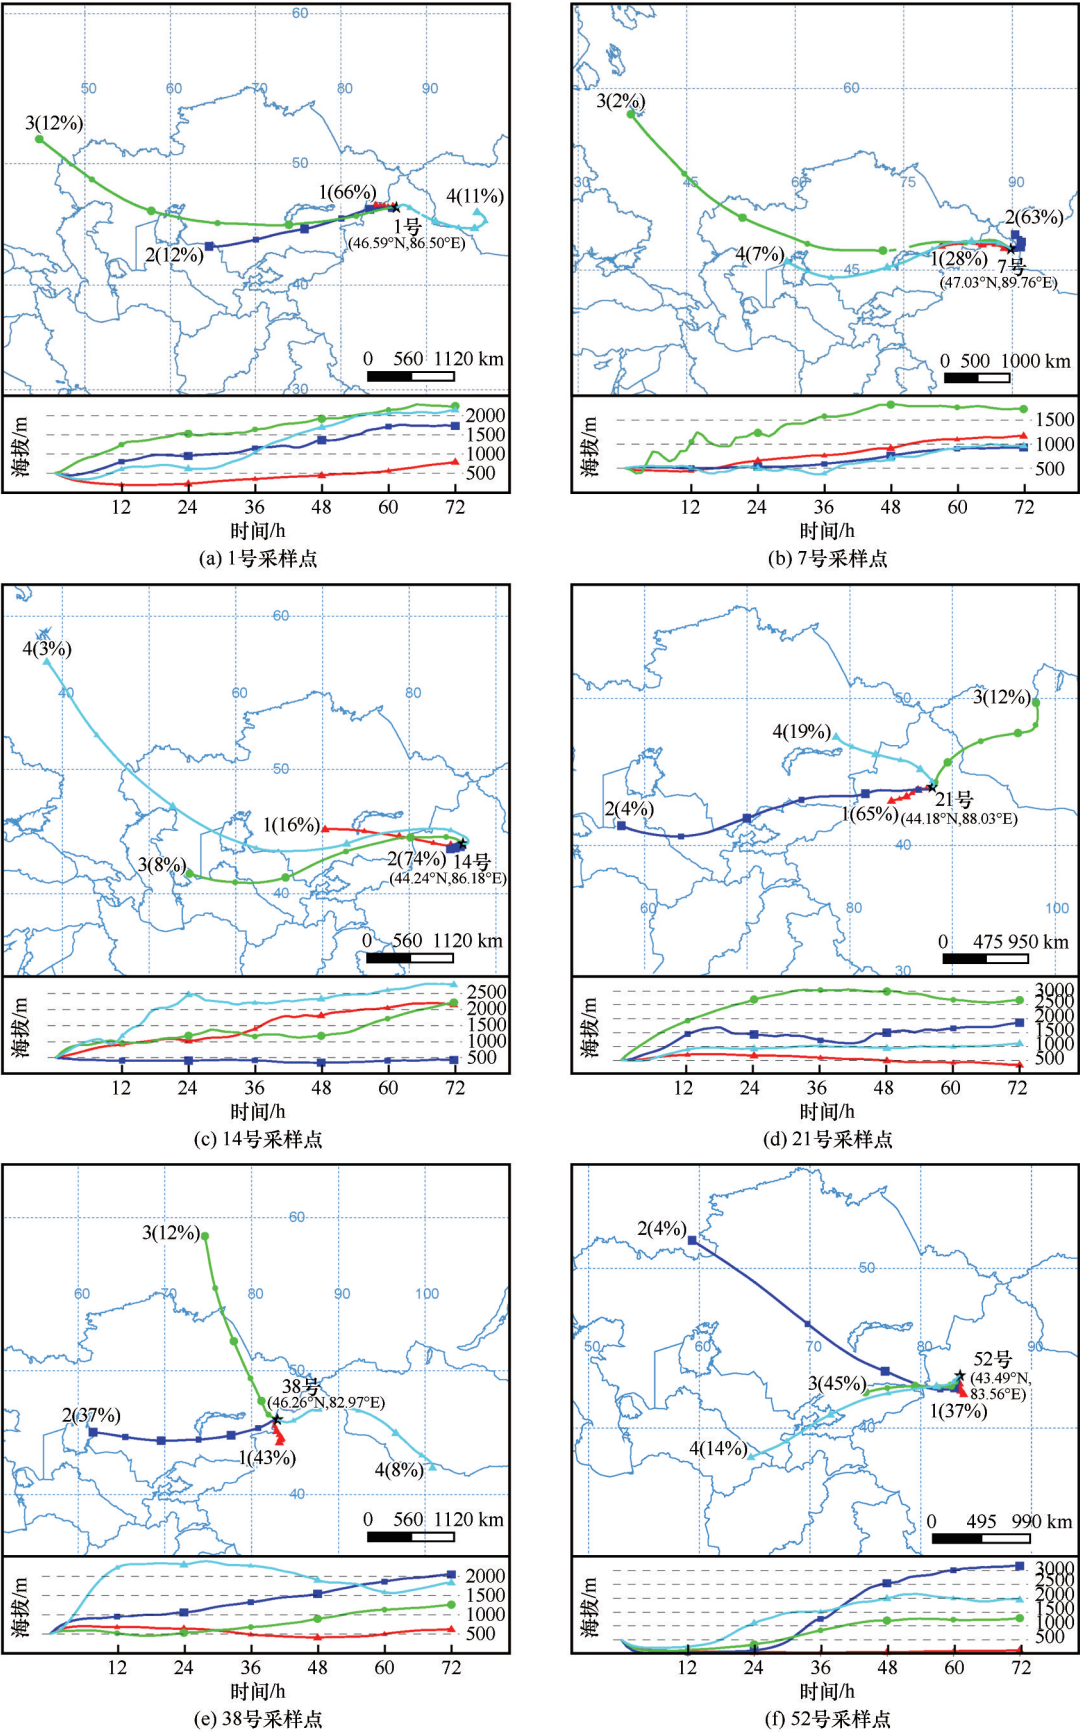 60
50
60
70
80
90
3(12%)
50
1(66%)
4(11%)
1号
(46.59°N,86.50°E)
2(12%)
40
0 560 1120 km
30
海拔/m
2000
1500
1000
500
12 24 36 48 60 72
时间/h
(a) 1号采样点
60
3(2%)
30 45 60 75 90
2(63%)
4(7%)
1(28%)
7号
(47.03°N,89.76°E)
45
0 500 1000 km
海拔/m
1500
1000
500
12 24 36 48 60 72
时间/h
(b) 7号采样点
60
4(3%)
40 60 80
50
1(16%)
3(8%)
2(74%)
14号
(44.24°N,86.18°E)
40
0 560 1120 km
海拔/m
2500
2000
1500
1000
500
12 24 36 48 60 72
时间/h
(c) 14号采样点
50
3(12%)
4(19%)
2(4%)
1(65%)
21号
(44.18°N,88.03°E)
40
60 80 100
0 475 950 km
30
海拔/m
3000
2500
2000
1500
1000
500
12 24 36 48 60 72
时间/h
(d) 21号采样点
60
3(12%)
60 70 80 90 100
50
38号
(46.26°N,82.97°E)
2(37%)
1(43%)
4(8%)
40
0 560 1120 km
海拔/m
2000
1500
1000
500
12 24 36 48 60 72
时间/h
(e) 38号采样点
2(4%)
50
50 60 70 80 90
52号
(43.49°N,
83.56°E)
3(45%)
1(37%)
4(14%)
40
0 495 990 km
海拔/m
3000
2500
2000
1500
1000
500
12 24 36 48 60 72
时间/h
(f) 52号采样点